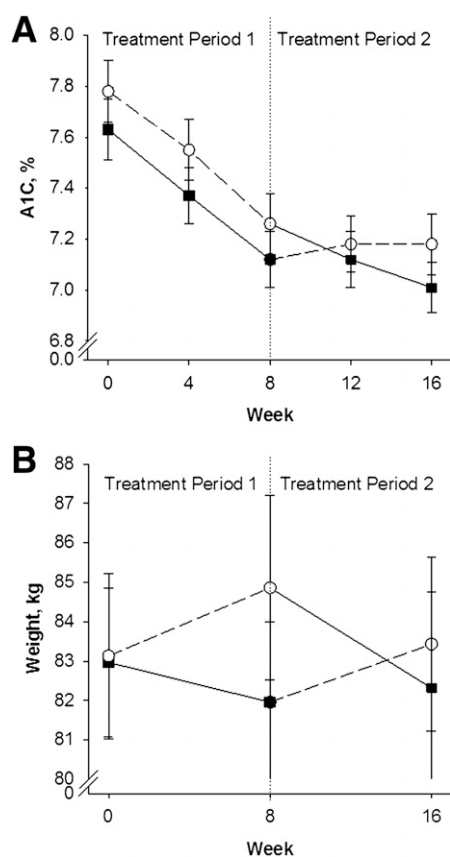 A
8.0
Treatment Period 1
Treatment Period 2
7.8
7.6
7.4
7.2
7.0
6.8
0.0
A1C, %
0 4 8 12 16
Week
B
88
Treatment Period 1
Treatment Period 2
87
86
85
84
83
82
81
80
0
Weight, kg
0 8 16
Week